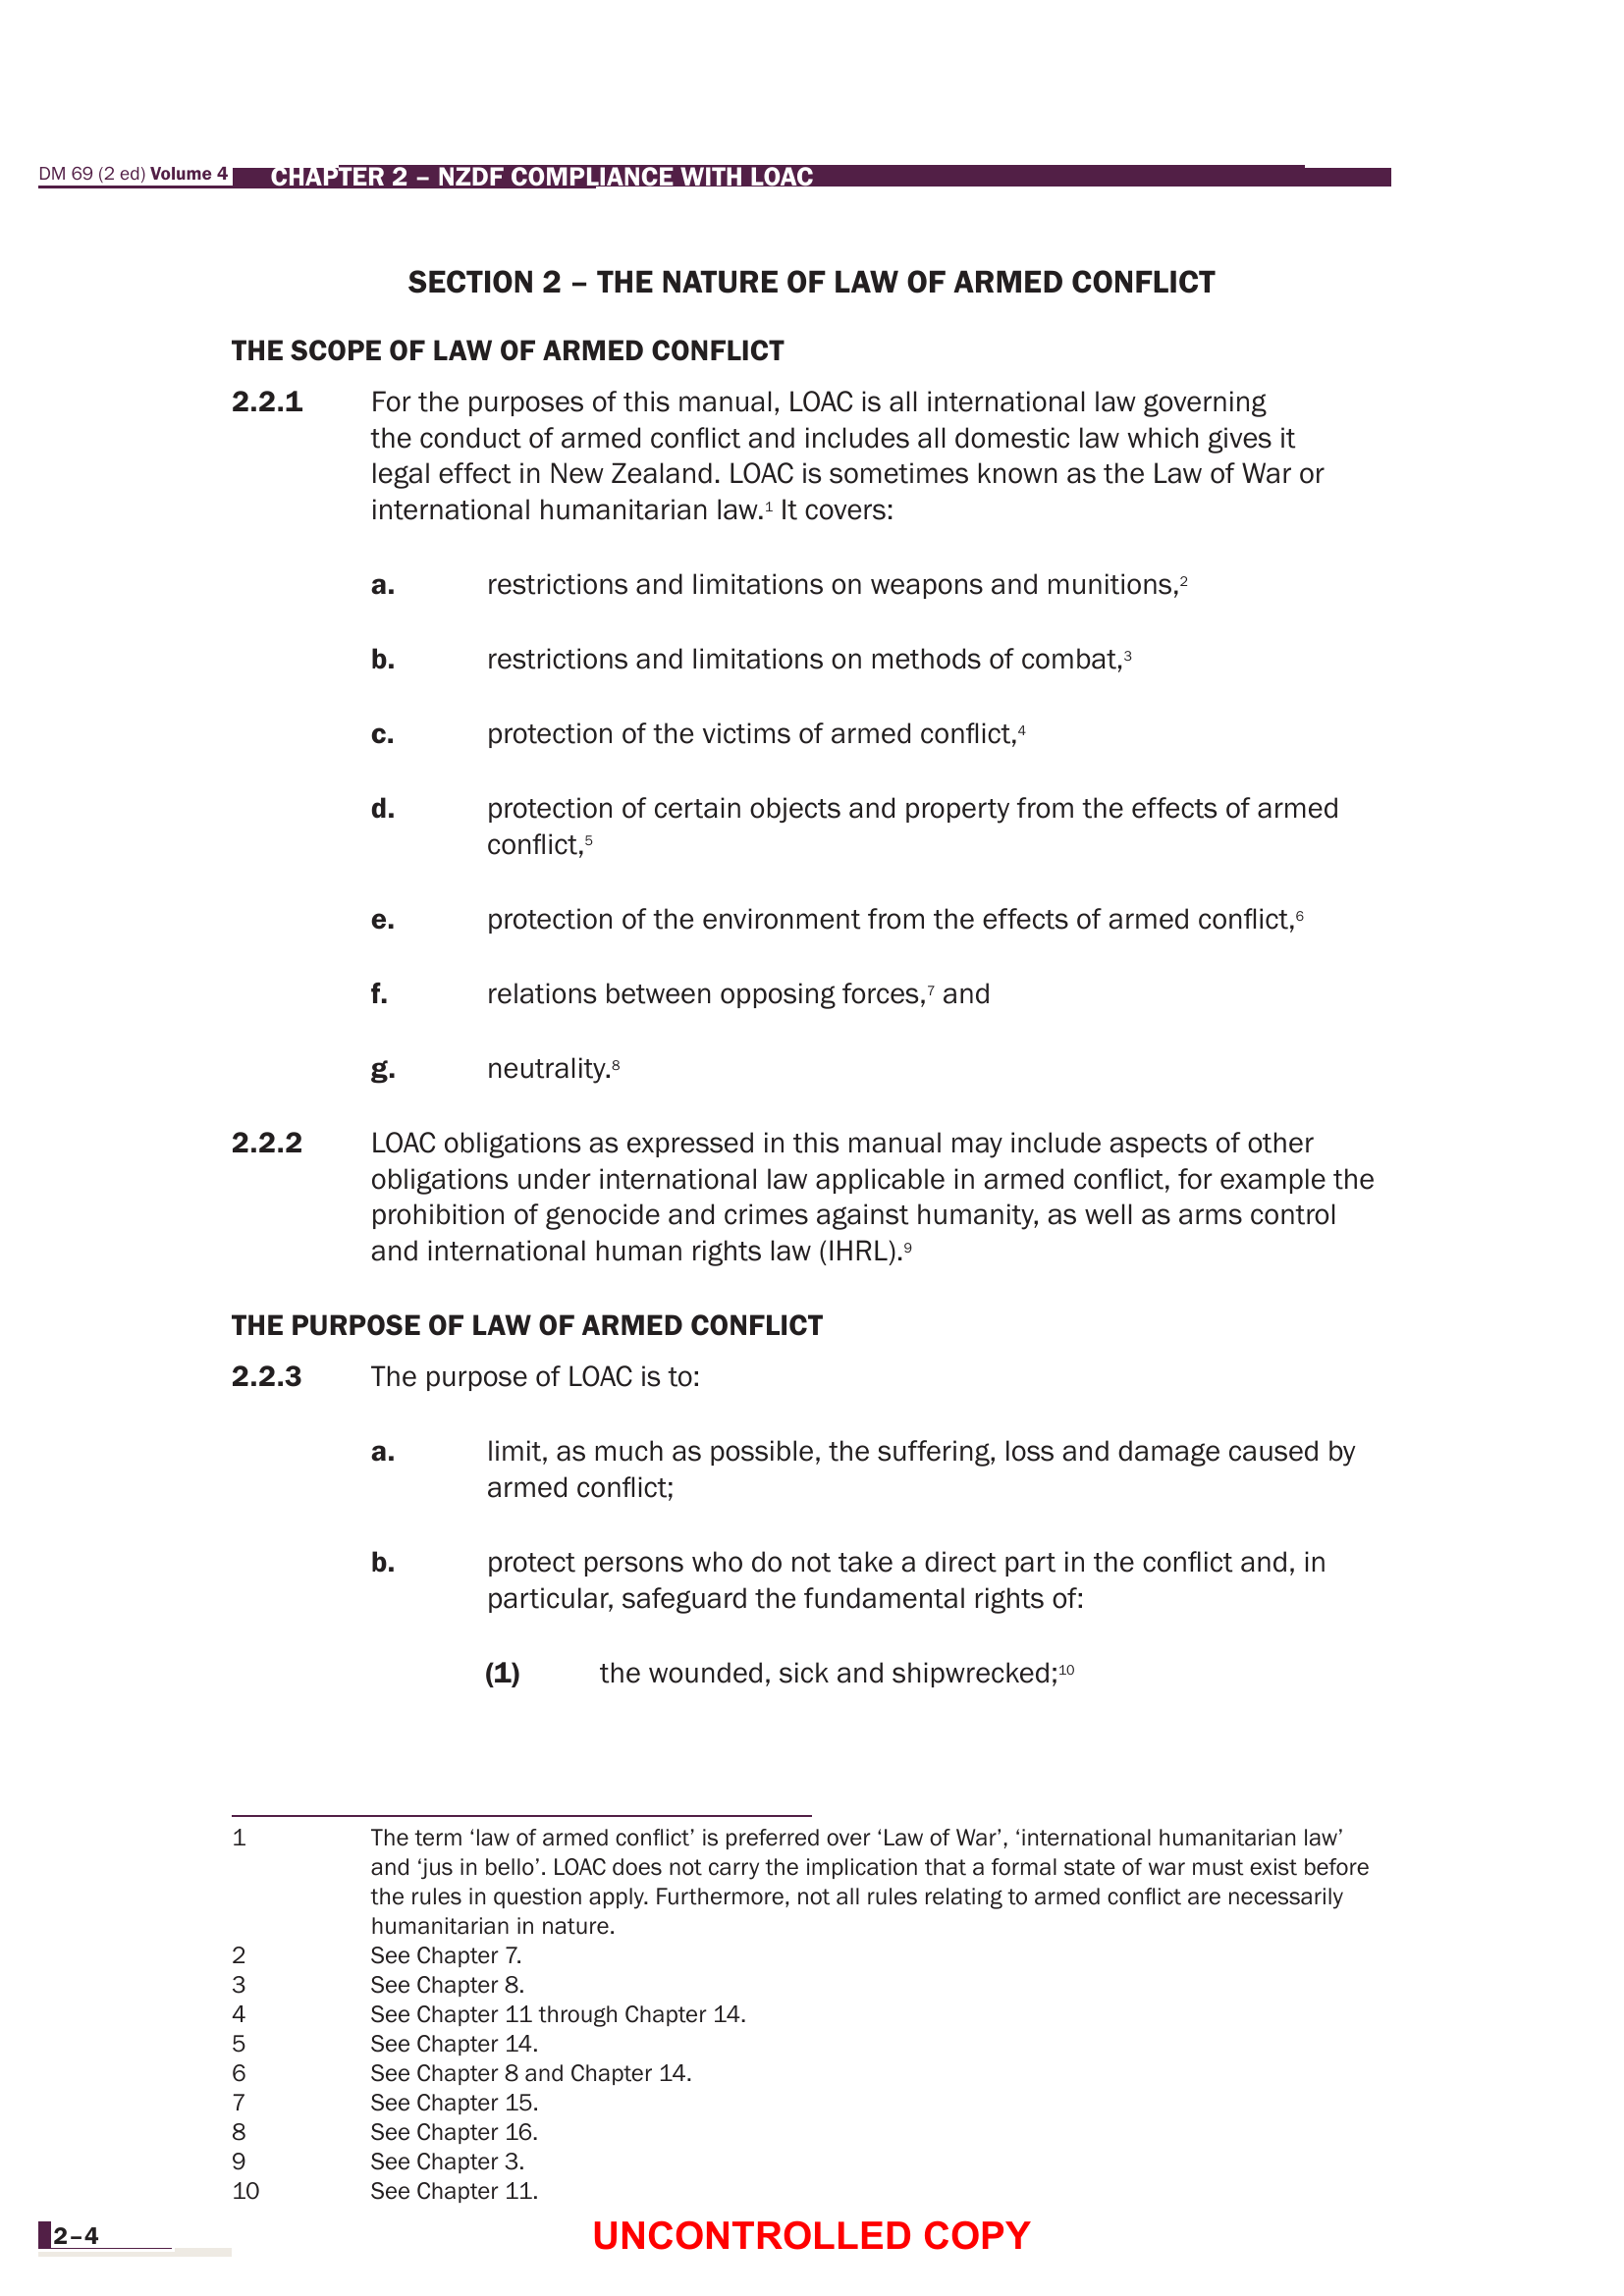 DM 69 (2 ed) Volume 4 CHAPTER 2 – NZDF COMPLIANCE WITH LOAC
SECTION 2 – THE NATURE OF LAW OF ARMED CONFLICT
THE SCOPE OF LAW OF ARMED CONFLICT
2.2.1 For the purposes of this manual, LOAC is all international law governing
the conduct of armed conflict and includes all domestic law which gives it
legal effect in New Zealand. LOAC is sometimes known as the Law of War or
international humanitarian law.1 It covers:
a. restrictions and limitations on weapons and munitions,2
b. restrictions and limitations on methods of combat,3
c. protection of the victims of armed conflict,4
d. protection of certain objects and property from the effects of armed
conflict,5
e. protection of the environment from the effects of armed conflict,6
f. relations between opposing forces,7 and
g. neutrality.8
2.2.2 LOAC obligations as expressed in this manual may include aspects of other
obligations under international law applicable in armed conflict, for example the
prohibition of genocide and crimes against humanity, as well as arms control
and international human rights law (IHRL).9
THE PURPOSE OF LAW OF ARMED CONFLICT
2.2.3 The purpose of LOAC is to:
a. limit, as much as possible, the suffering, loss and damage caused by
armed conflict;
b. protect persons who do not take a direct part in the conflict and, in
particular, safeguard the fundamental rights of:
(1) the wounded, sick and shipwrecked;10
1 The term ‘law of armed conflict’ is preferred over ‘Law of War’, ‘international humanitarian law’
and ‘jus in bello’. LOAC does not carry the implication that a formal state of war must exist before
the rules in question apply. Furthermore, not all rules relating to armed conflict are necessarily
humanitarian in nature.
2 See Chapter 7.
3 See Chapter 8.
4 See Chapter 11 through Chapter 14.
5 See Chapter 14.
6 See Chapter 8 and Chapter 14.
7 See Chapter 15.
8 See Chapter 16.
9 See Chapter 3.
10 See Chapter 11.
2–4 UNCONTROLLED COPY